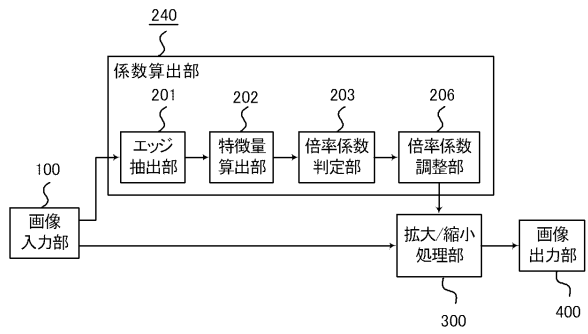 240
係数算出部
201
202
203
206
エッジ
抽出部
特徴量
算出部
倍率係数
判定部
倍率係数
調整部
100
画像
入力部
拡大/縮小
処理部
画像
出力部
300
400